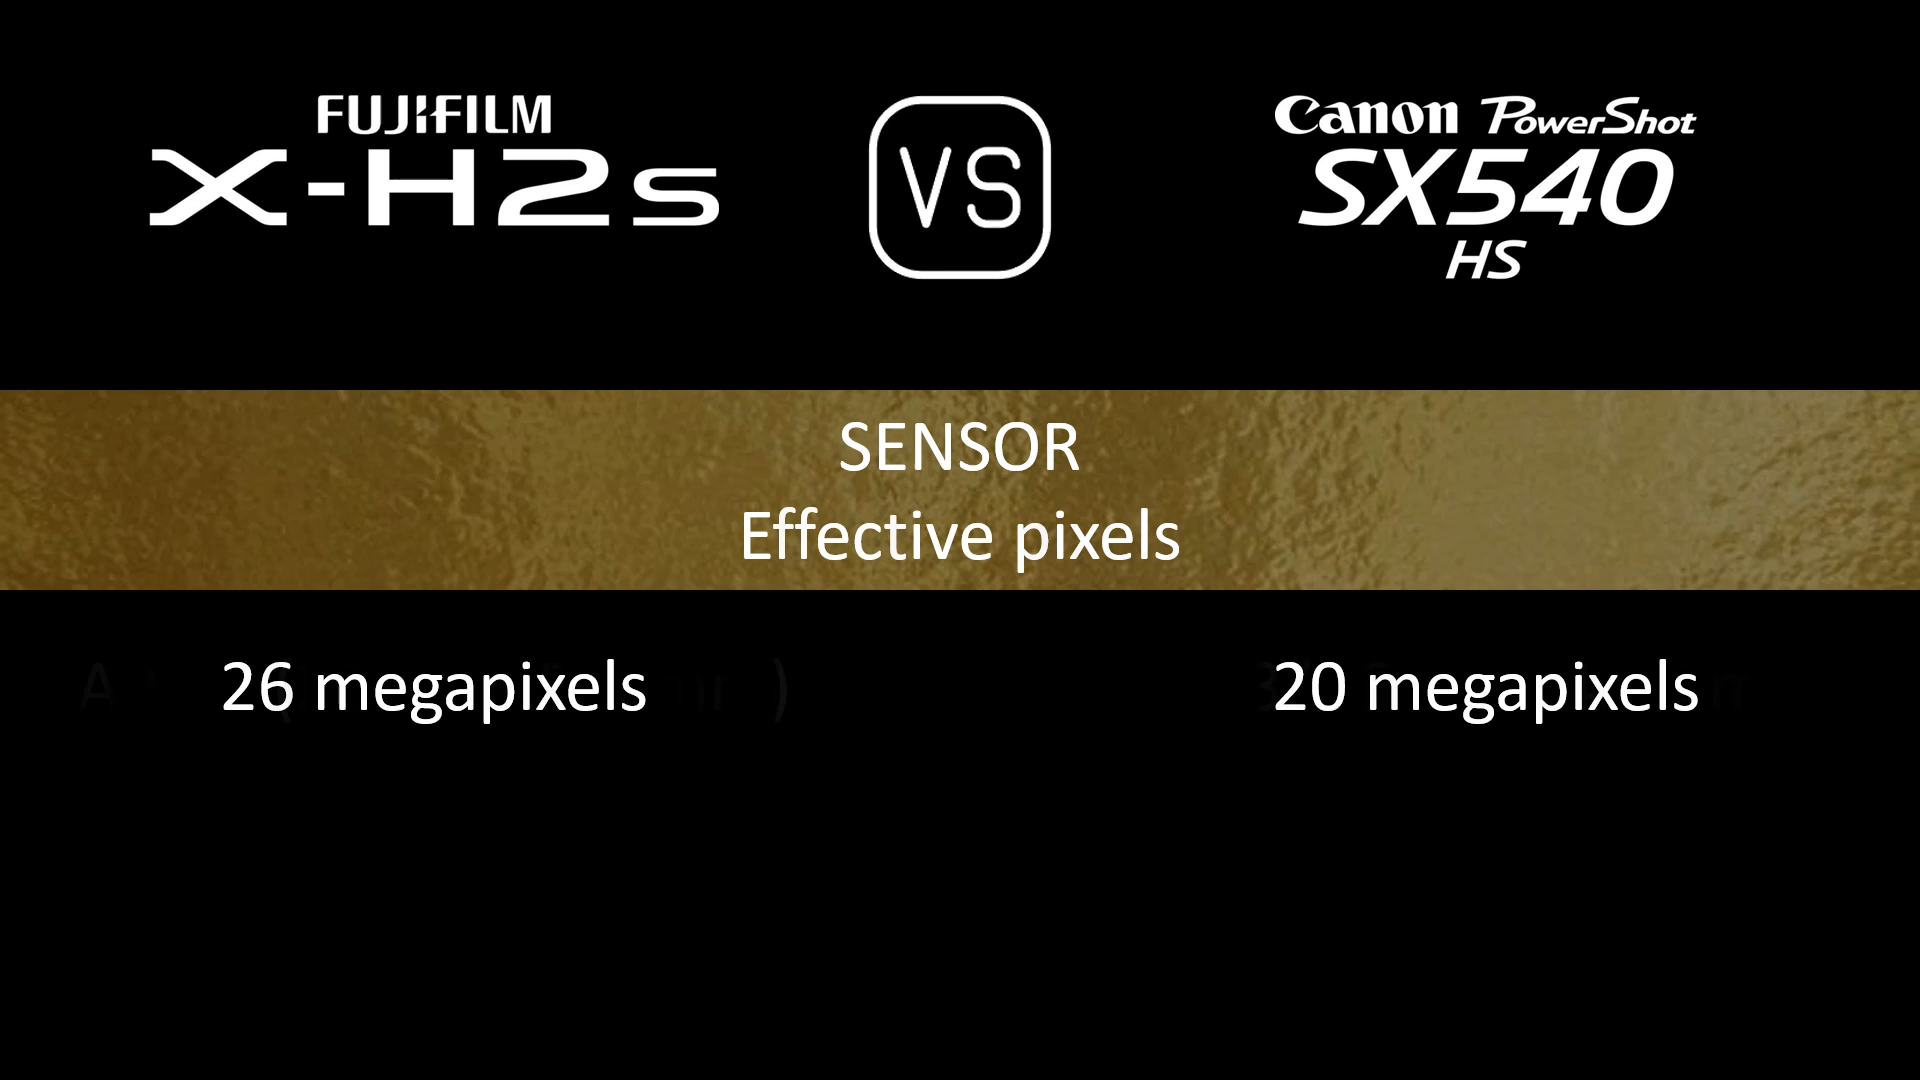 FUJIFILM
X-H2s
VS
Canon PowerShot
SX540
HS
SENSOR
Effective pixels
26 megapixels
20 megapixels